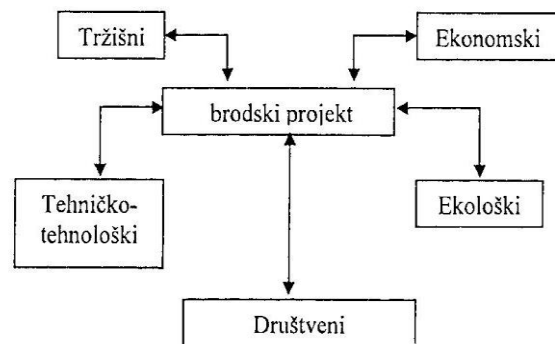 Tržišni
Ekonomski
brodski projekt
Tehničko-
tehnološki
Ekološki
Društveni